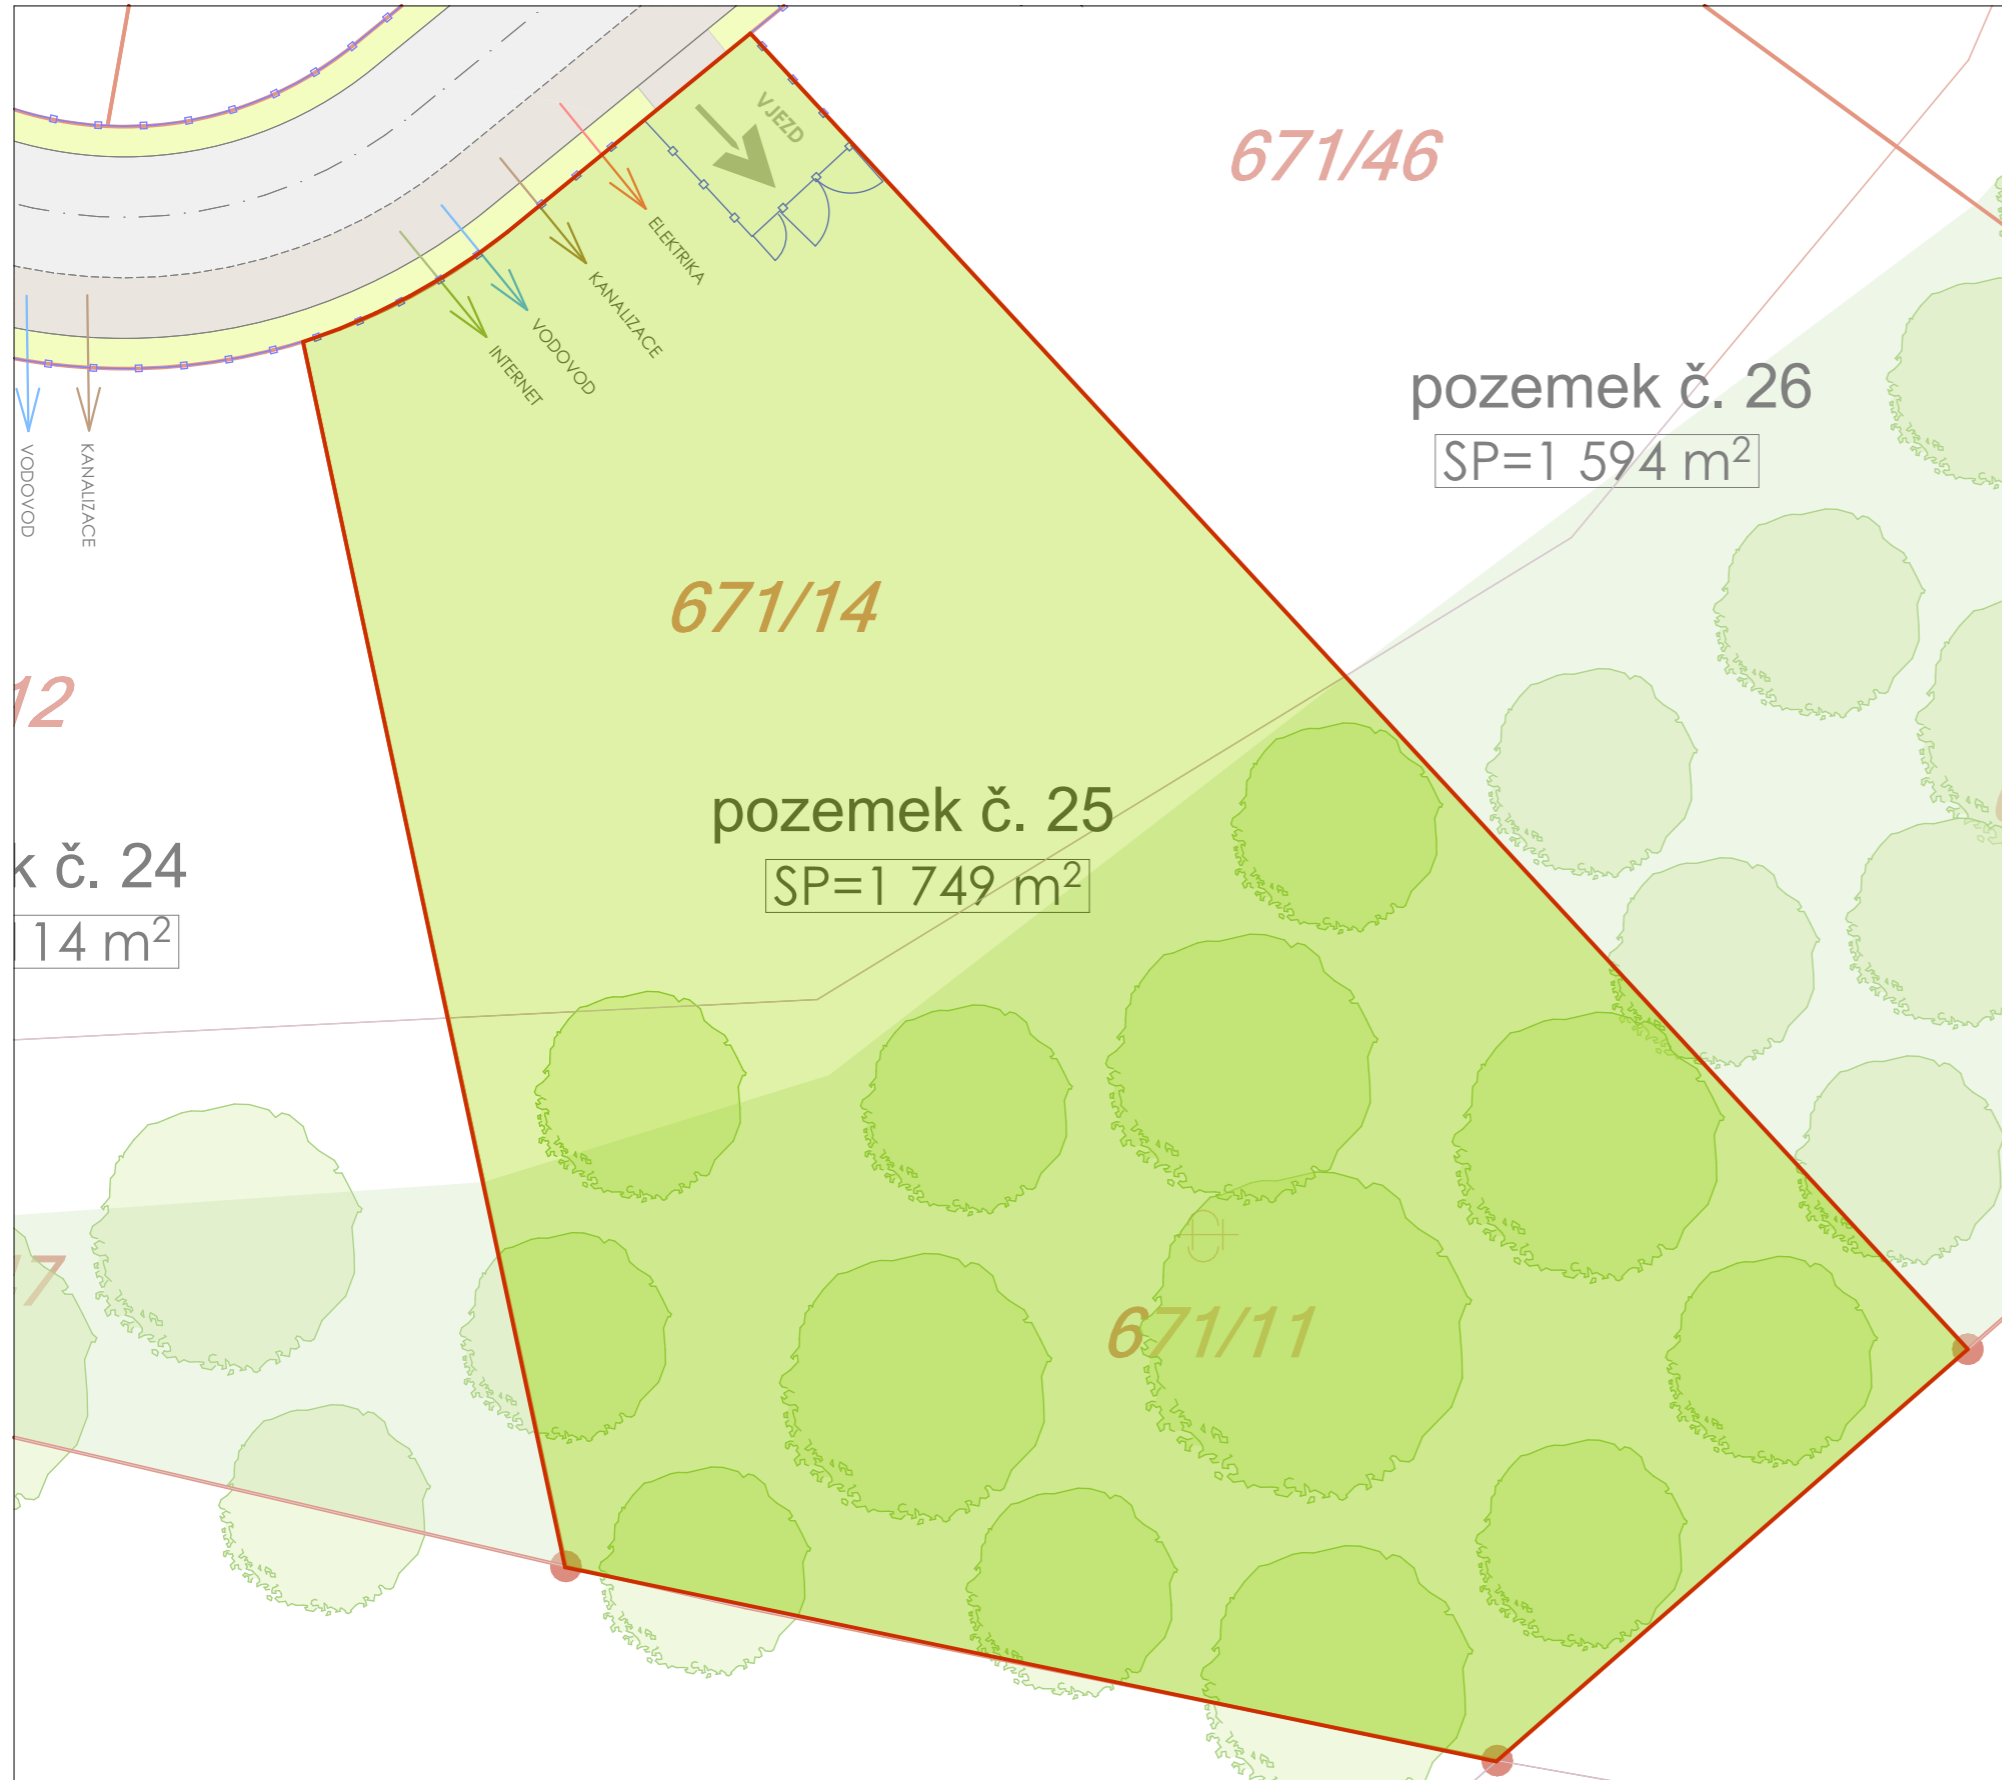 VJEZD
671/46
ELEKTRIKA
KANALIZACE
VODOVOD
INTERNET
pozemek č. 26
SP=1 594 m²
VODOVOD
KANALIZACE
671/14
12
pozemek č. 25
SP=1 749 m²
k č. 24
14 m²
7
671/11